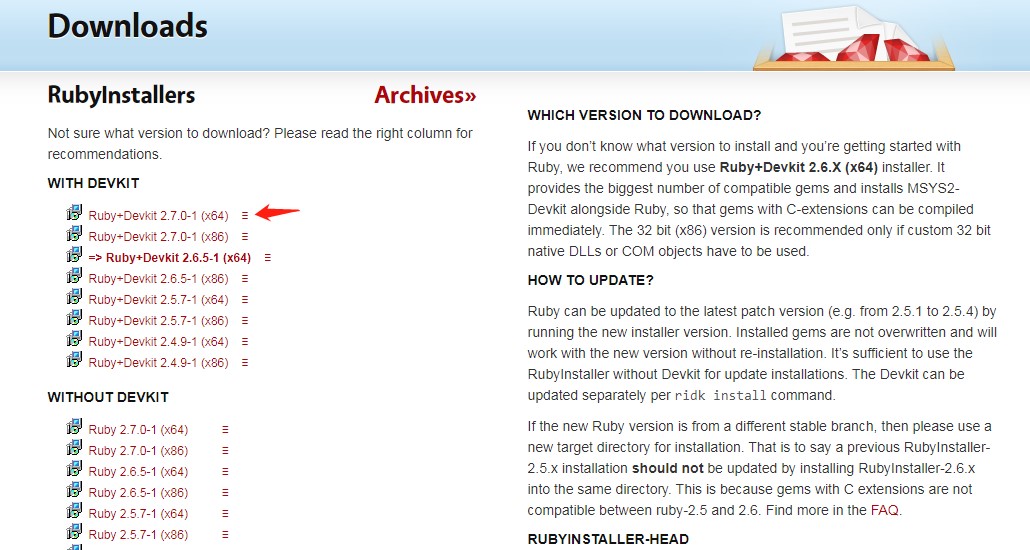 Downloads
RubyInstallers
Archives»
Not sure what version to download? Please read the right column for
recommendations.
WITH DEVKIT
Ruby+Devkit 2.7.0-1 (x64) ≡
Ruby+Devkit 2.7.0-1 (x86) ≡
=> Ruby+Devkit 2.6.5-1 (x64) ≡
Ruby+Devkit 2.6.5-1 (x86) ≡
Ruby+Devkit 2.5.7-1 (x64) ≡
Ruby+Devkit 2.5.7-1 (x86) ≡
Ruby+Devkit 2.4.9-1 (x64) ≡
Ruby+Devkit 2.4.9-1 (x86) ≡
WITHOUT DEVKIT
Ruby 2.7.0-1 (x64) ≡
Ruby 2.7.0-1 (x86) ≡
Ruby 2.6.5-1 (x64) ≡
Ruby 2.6.5-1 (x86) ≡
Ruby 2.5.7-1 (x64) ≡
Ruby 2.5.7-1 (x86) ≡
WHICH VERSION TO DOWNLOAD?
If you don't know what version to install and you're getting started with
Ruby, we recommend you use Ruby+Devkit 2.6.X (x64) installer. It
provides the biggest number of compatible gems and installs MSYS2-
Devkit alongside Ruby, so that gems with C-extensions can be compiled
immediately. The 32 bit (x86) version is recommended only if custom 32 bit
native DLLs or COM objects have to be used.
HOW TO UPDATE?
Ruby can be updated to the latest patch version (e.g. from 2.5.1 to 2.5.4) by
running the new installer version. Installed gems are not overwritten and will
work with the new version without re-installation. It's sufficient to use the
RubyInstaller without Devkit for update installations. The Devkit can be
updated separately per ridk install command.
If the new Ruby version is from a different stable branch, then please use a
new target directory for installation. That is to say a previous RubyInstaller-
2.5.x installation should not be updated by installing RubyInstaller-2.6.x
into the same directory. This is because gems with C extensions are not
compatible between ruby-2.5 and 2.6. Find more in the FAQ.
RUBYINSTALLER-HEAD